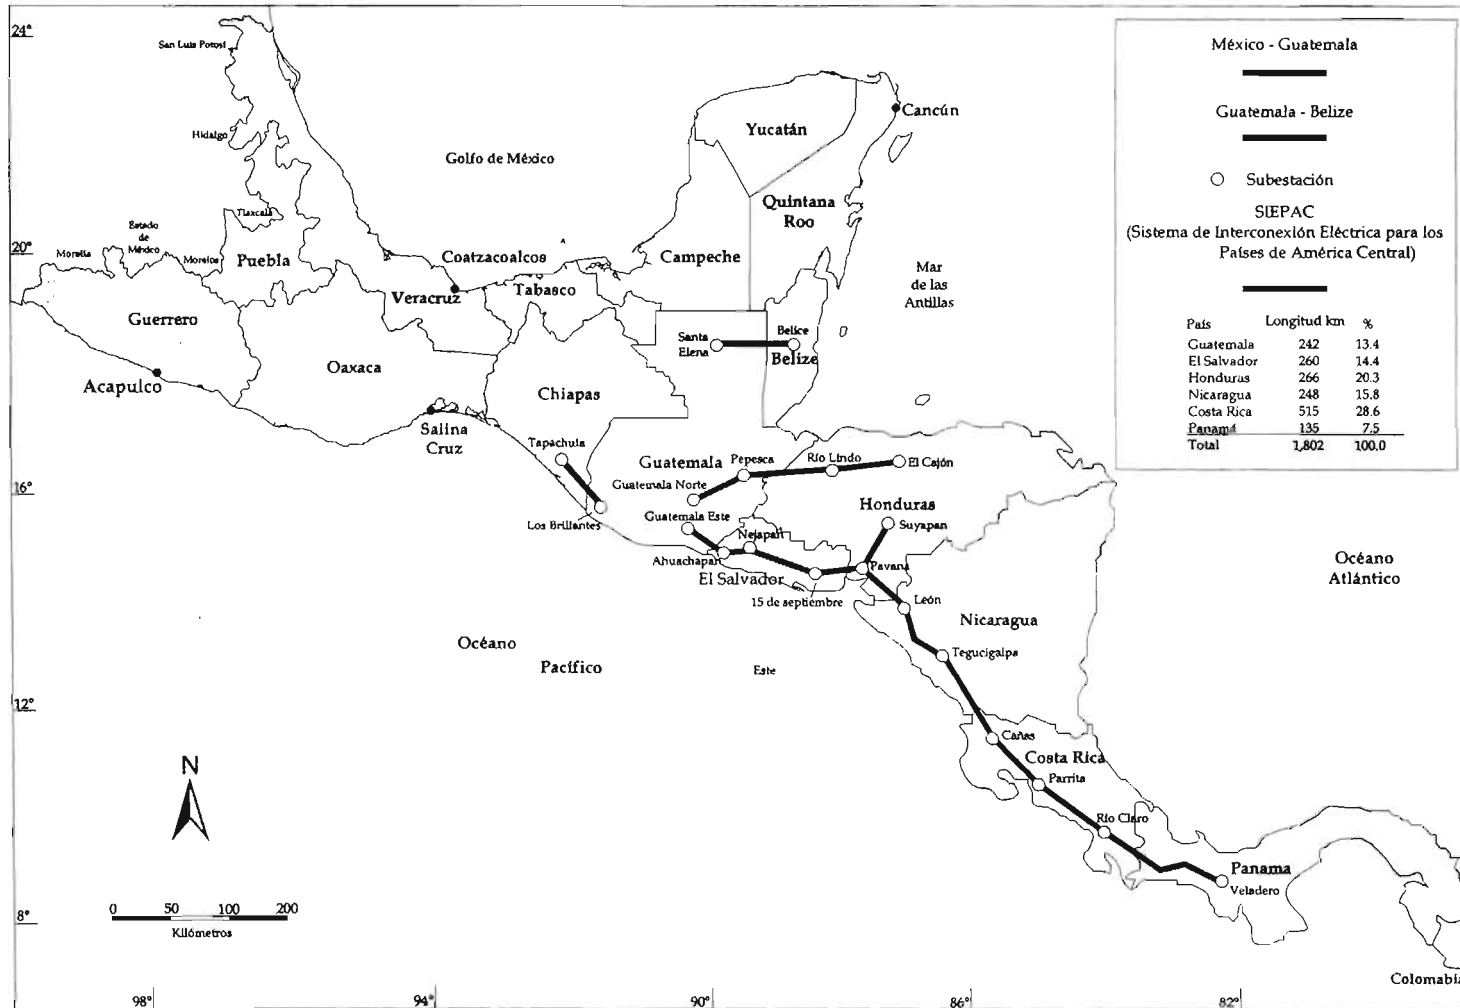 24°
20°
16°
12°
8°
98°
94°
90°
86°
82°
San Luis Potosí
Hidalgo
Tlaxcala
Estado
de
México
Morelia
Morelos
Puebla
Guerrero
Acapulco
Oaxaca
Veracruz
Coatzacoalcos
Tabasco
Salina
Cruz
Chiapas
Campeche
Yucatán
Quintana
Roo
Cancún
Golfo de México
Mar
de las
Antillas
Santa
Elena
Belíce
Belize
Tapachula
Los Brillantes
Guatemala
Pepesca
Río Lindo
El Cajón
Guatemala Norte
Guatemala Este
Honduras
Suyapan
Nejapan
Ahuachapan
El Salvador
15 de septiembre
Pavana
León
Nicaragua
Tegucigalpa
Cañas
Costa Rica
Parrita
Río Claro
Panama
Veladero
Colombia
Océano
Pacífico
Este
Océano
Atlántico
N
0 50 100 200
Kilómetros
México - Guatemala
Guatemala - Belize
Subestación
SIEPAC
(Sistema de Interconexión Eléctrica para los
Países de América Central)
País Longitud km %
Guatemala 242 13.4
El Salvador 260 14.4
Honduras 266 20.3
Nicaragua 248 15.8
Costa Rica 515 28.6
Panamá 135 7.5
Total 1,802 100.0